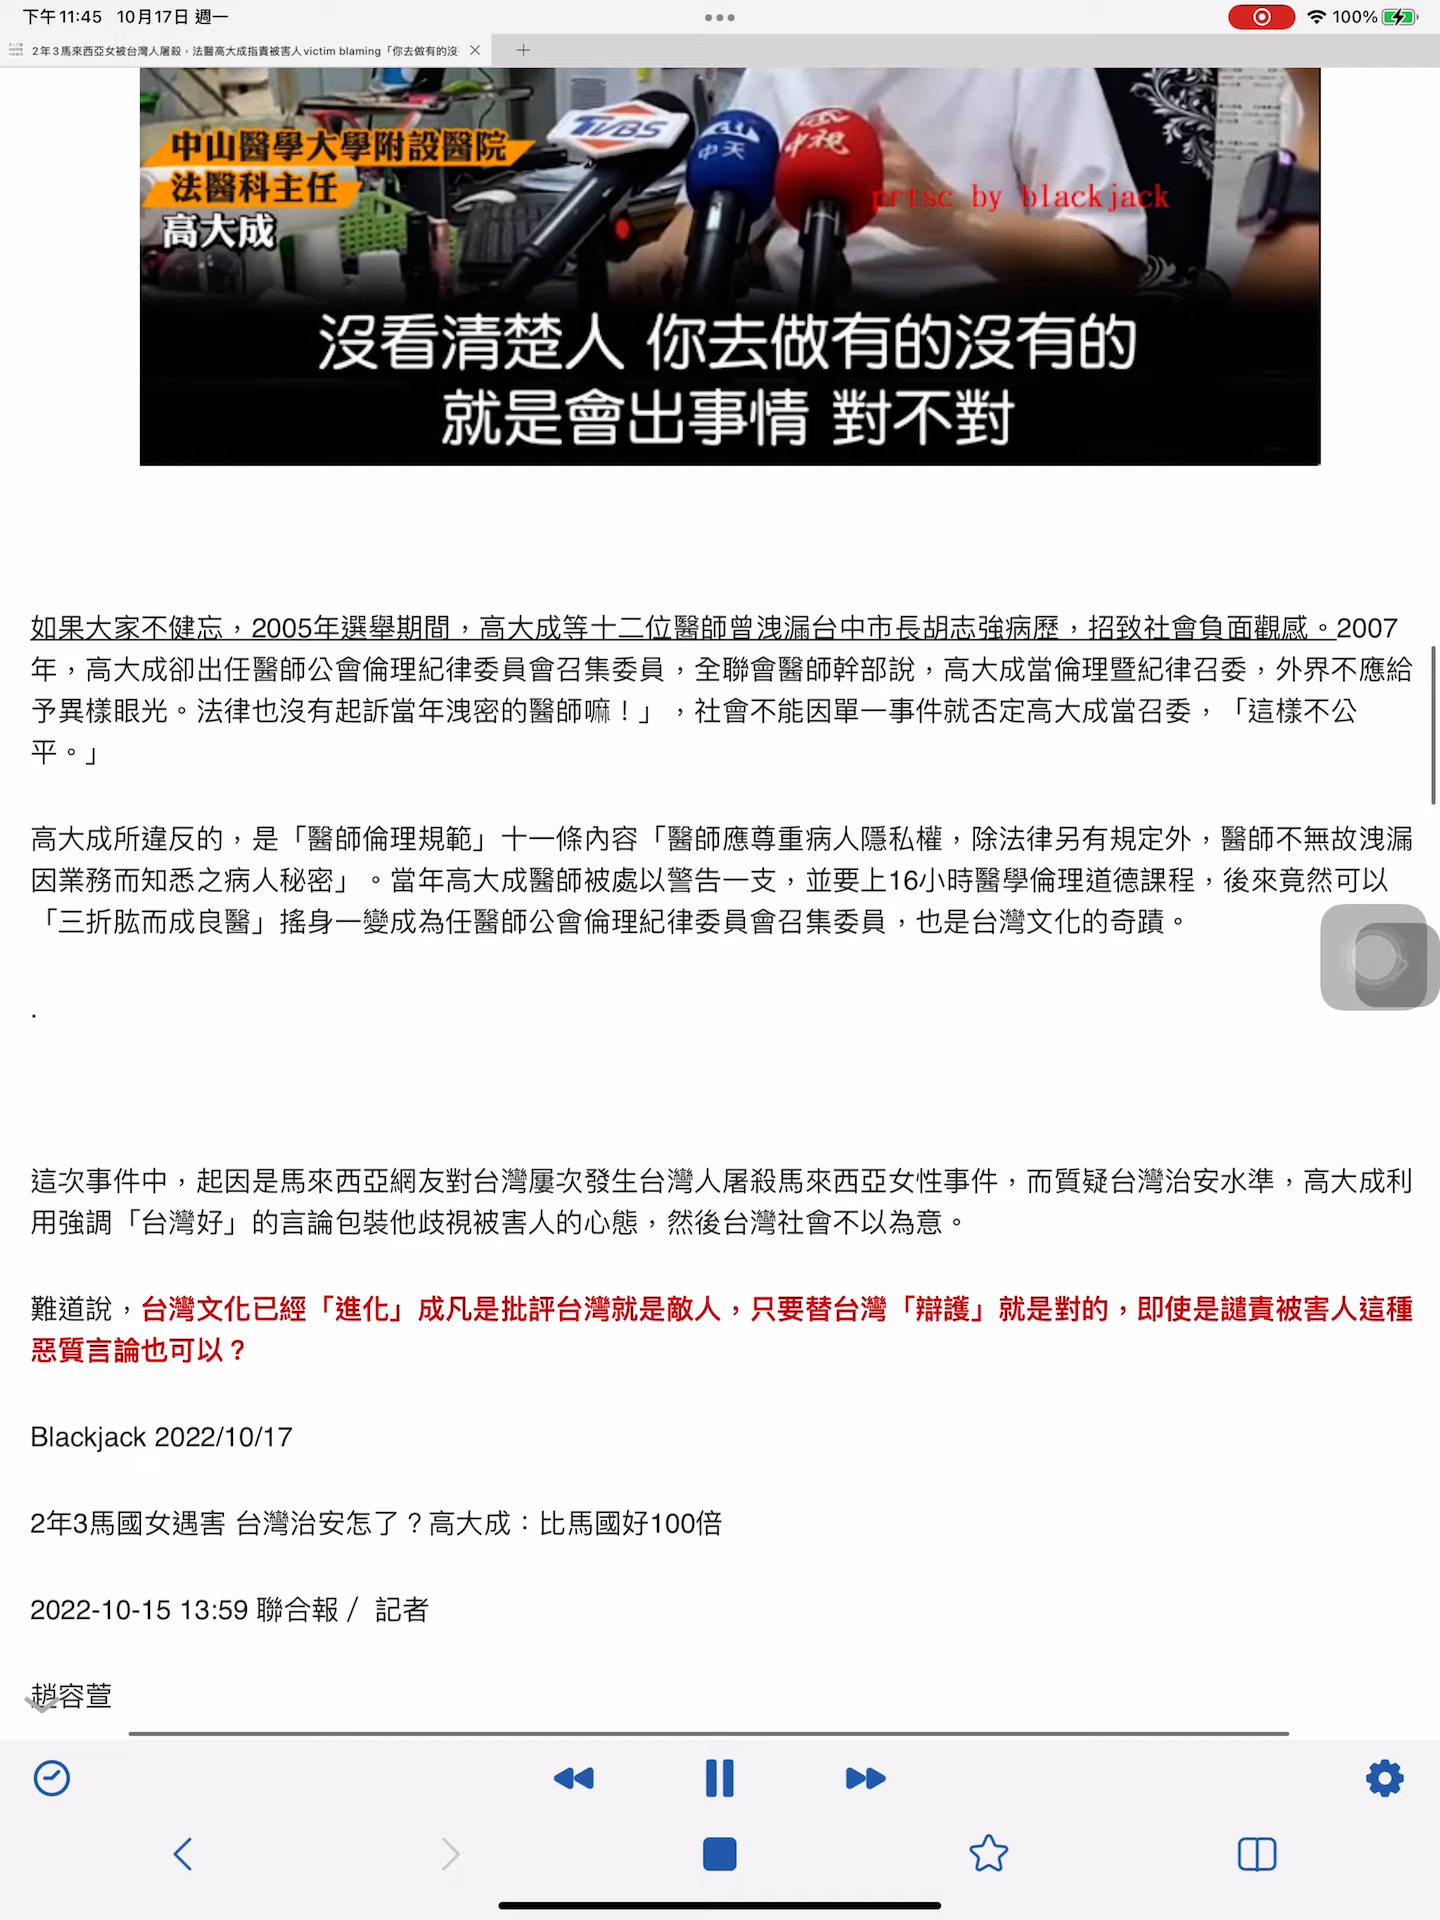 下午11:45 10月17日 週一
100%
2年3馬來西亞女被台灣人屠殺，法醫高大成指責被害人victim blaming「你去做有的沒
TVBS
中天
中視
中山醫學大學附設醫院
法醫科主任
高大成
prtsc by blackjack
沒看清楚人 你去做有的沒有的
就是會出事情 對不對
如果大家不健忘，2005年選舉期間，高大成等十二位醫師曾洩漏台中市長胡志強病歷，招致社會負面觀感。2007
年，高大成卻出任醫師公會倫理紀律委員會召集委員，全聯會醫師幹部說，高大成當倫理暨紀律召委，外界不應給
予異樣眼光。法律也沒有起訴當年洩密的醫師嘛！」，社會不能因單一事件就否定高大成當召委，「這樣不公
平。」
高大成所違反的，是「醫師倫理規範」十一條內容「醫師應尊重病人隱私權，除法律另有規定外，醫師不無故洩漏
因業務而知悉之病人秘密」。當年高大成醫師被處以警告一支，並要上16小時醫學倫理道德課程，後來竟然可以
「三折肱而成良醫」搖身一變成為任醫師公會倫理紀律委員會召集委員，也是台灣文化的奇蹟。
.
這次事件中，起因是馬來西亞網友對台灣屢次發生台灣人屠殺馬來西亞女性事件，而質疑台灣治安水準，高大成利
用強調「台灣好」的言論包裝他歧視被害人的心態，然後台灣社會不以為意。
難道說，台灣文化已經「進化」成凡是批評台灣就是敵人，只要替台灣「辯護」就是對的，即使是譴責被害人這種
惡質言論也可以？
Blackjack 2022/10/17
2年3馬國女遇害 台灣治安怎了？高大成：比馬國好100倍
2022-10-15 13:59 聯合報／ 記者
趙容萱